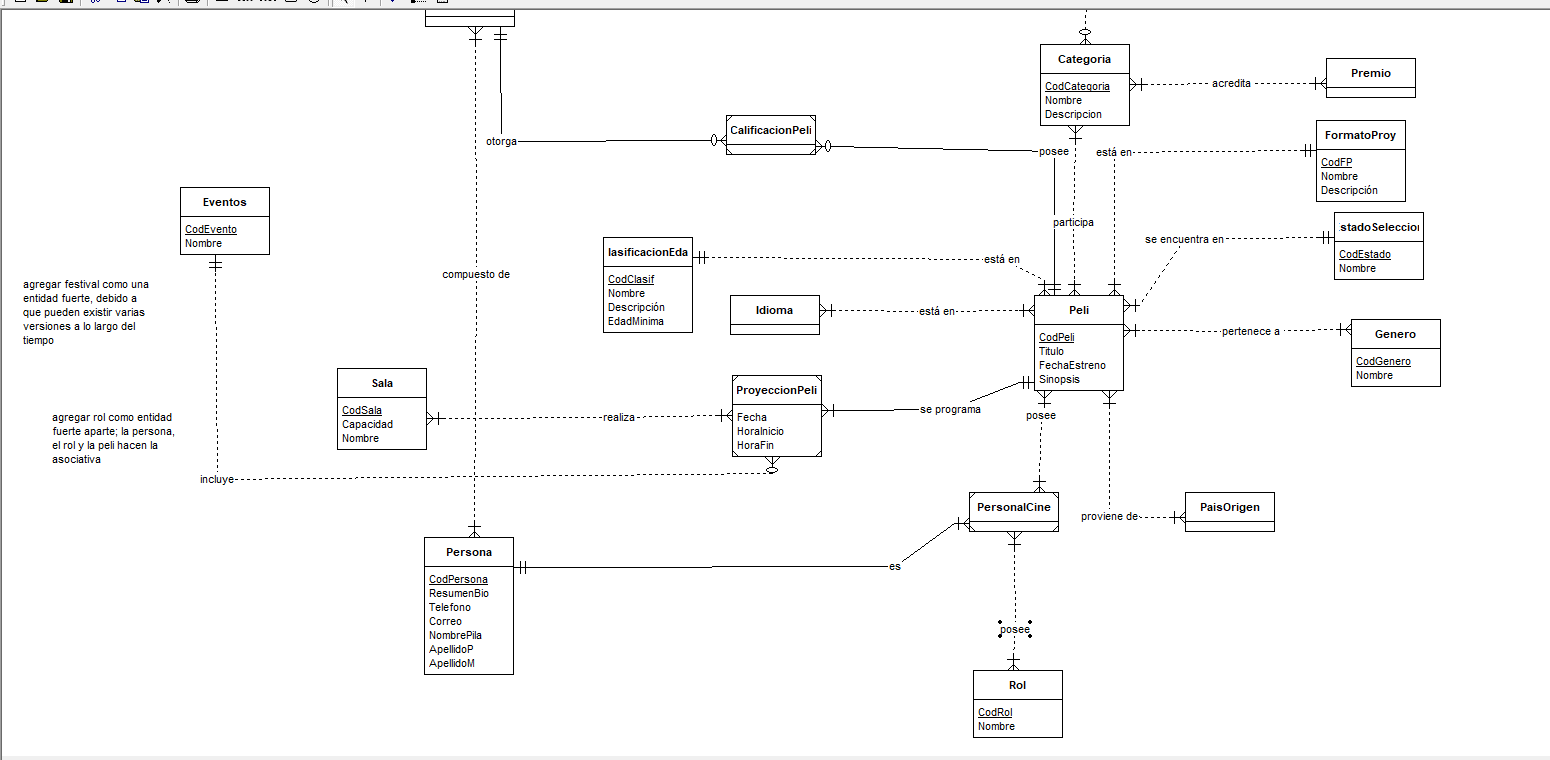 Categoria
CodCategoria
Nombre
Descripcion
acredita
Premio
otorga
CalificacionPeli
posee
está en
FormatoProy
CodFP
Nombre
Descripción
participa
Eventos
CodEvento
Nombre
stadoSeleccion
CodEstado
Nombre
se encuentra en
lasificacionEda
CodClasif
Nombre
Descripción
EdadMinima
está en
compuesto de
agregar festival como una
entidad fuerte, debido a
que pueden existir varias
versiones a lo largo del
tiempo
Idioma
está en
Peli
CodPeli
Titulo
FechaEstreno
Sinopsis
pertenece a
Genero
CodGenero
Nombre
Sala
CodSala
Capacidad
Nombre
realiza
ProyeccionPeli
Fecha
HoraInicio
HoraFin
se programa
posee
agregar rol como entidad
fuerte aparte; la persona,
el rol y la peli hacen la
asociativa
incluye
PersonalCine
proviene de
PaisOrigen
Persona
CodPersona
ResumenBio
Telefono
Correo
NombrePila
ApellidoP
ApellidoM
es
posee
Rol
CodRol
Nombre